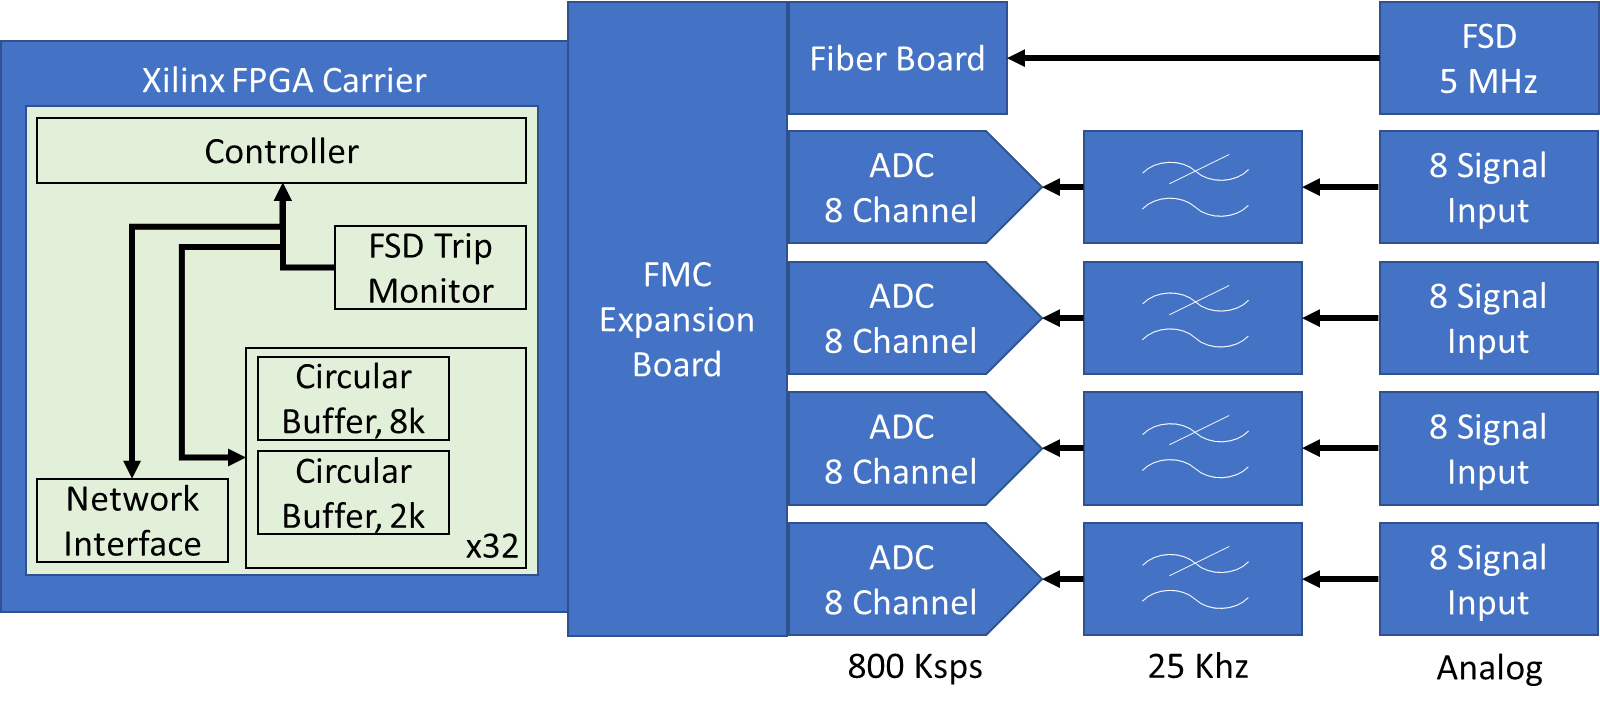 Xilinx FPGA Carrier
Controller
FSD Trip
Monitor
Circular
Buffer, 8k
Circular
Buffer, 2k
x32
Network
Interface
FMC
Expansion
Board
Fiber Board
FSD
5 MHz
ADC
8 Channel
8 Signal
Input
ADC
8 Channel
8 Signal
Input
ADC
8 Channel
8 Signal
Input
ADC
8 Channel
8 Signal
Input
800 Ksps
25 Khz
Analog